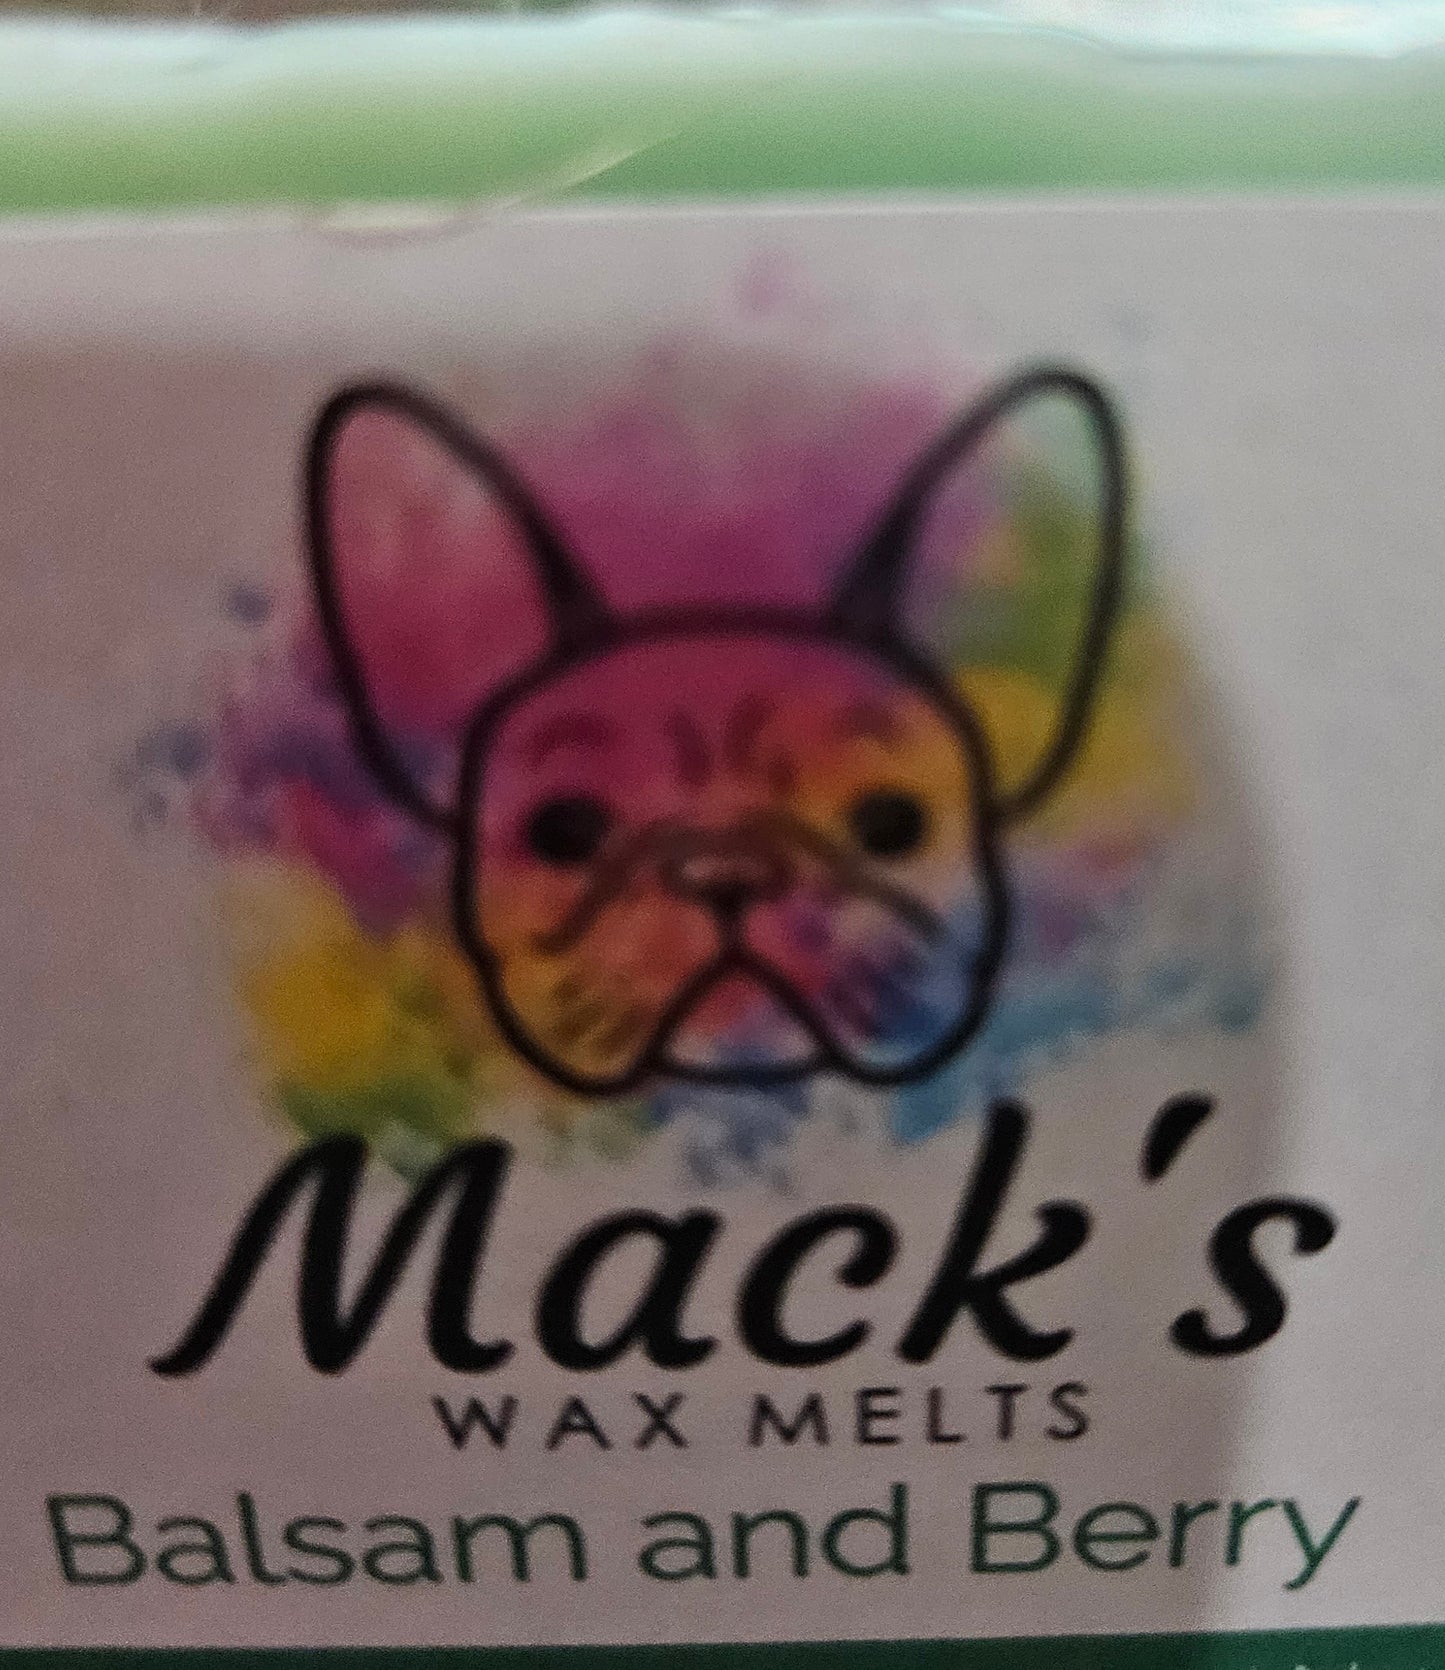 Mack's
WAX MELTS
Balsam and Berry